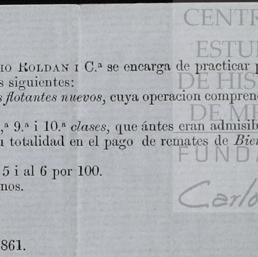 IO ROLDAN I C.ª se encarga de practicar p
s siguientes:
s flotantes nuevos, cuya operacion compren
.ª 9.ª i 10.ª clases, que ántes eran admisib
u totalidad en el pago de remates de Bien
5 i al 6 por 100.
nos.
861.
CENTR
ESTU
DE HIS
DE M
FUNDA
Carlo